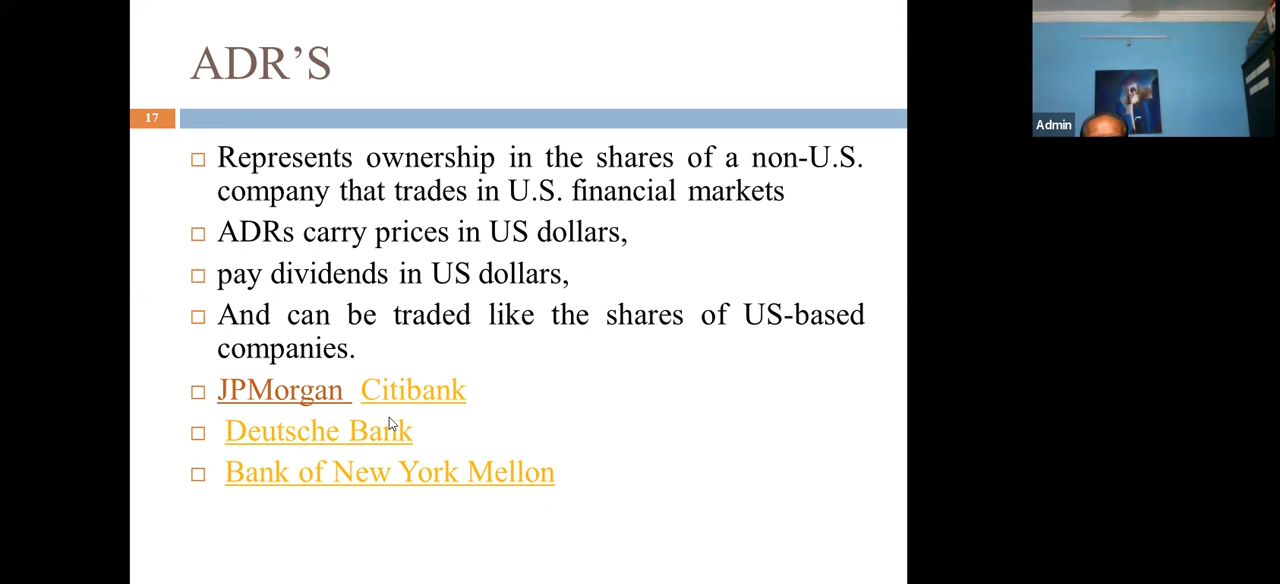 ADR’S
17
Represents ownership in the shares of a non-U.S.
company that trades in U.S. financial markets
ADRs carry prices in US dollars,
pay dividends in US dollars,
And can be traded like the shares of US-based
companies.
JPMorgan Citibank
Deutsche Bank
Bank of New York Mellon
Admin